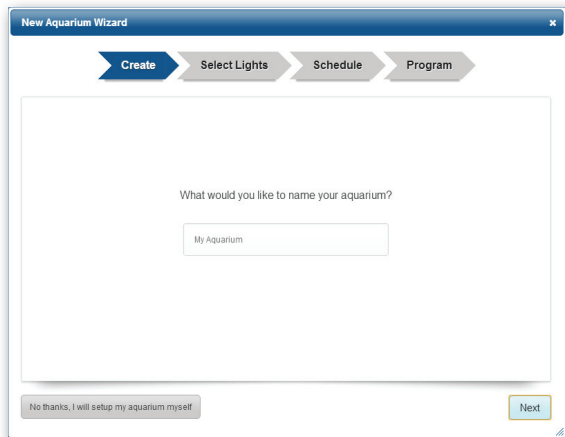 New Aquarium Wizard
Create
Select Lights
Schedule
Program
What would you like to name your aquarium?
My Aquarium
No thanks, I will setup my aquarium myself
Next